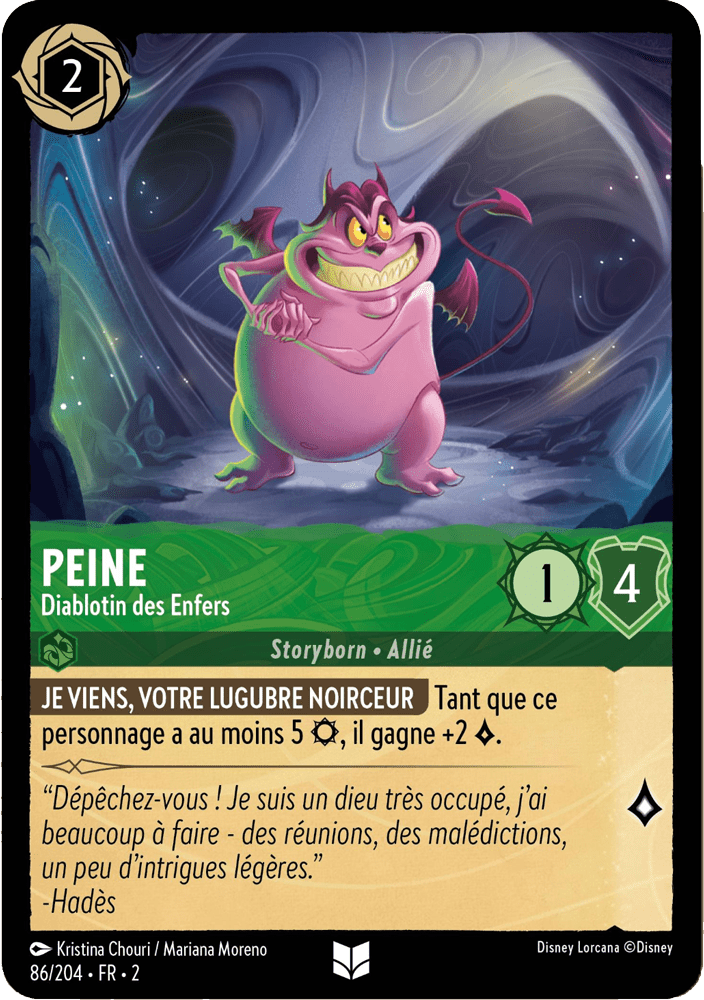 2
PEINE
Diablotin des Enfers
1
4
Storyborn • Allié
JE VIENS, VOTRE LUGUBRE NOIRCEUR Tant que ce
personnage a au moins 5 , il gagne +2 .
“Dépêchez-vous ! Je suis un dieu très occupé, j’ai
beaucoup à faire - des réunions, des malédictions,
un peu d’intrigues légères.”
-Hadès
Kristina Chouri / Mariana Moreno
Disney Lorcana ©Disney
86/204 • FR • 2